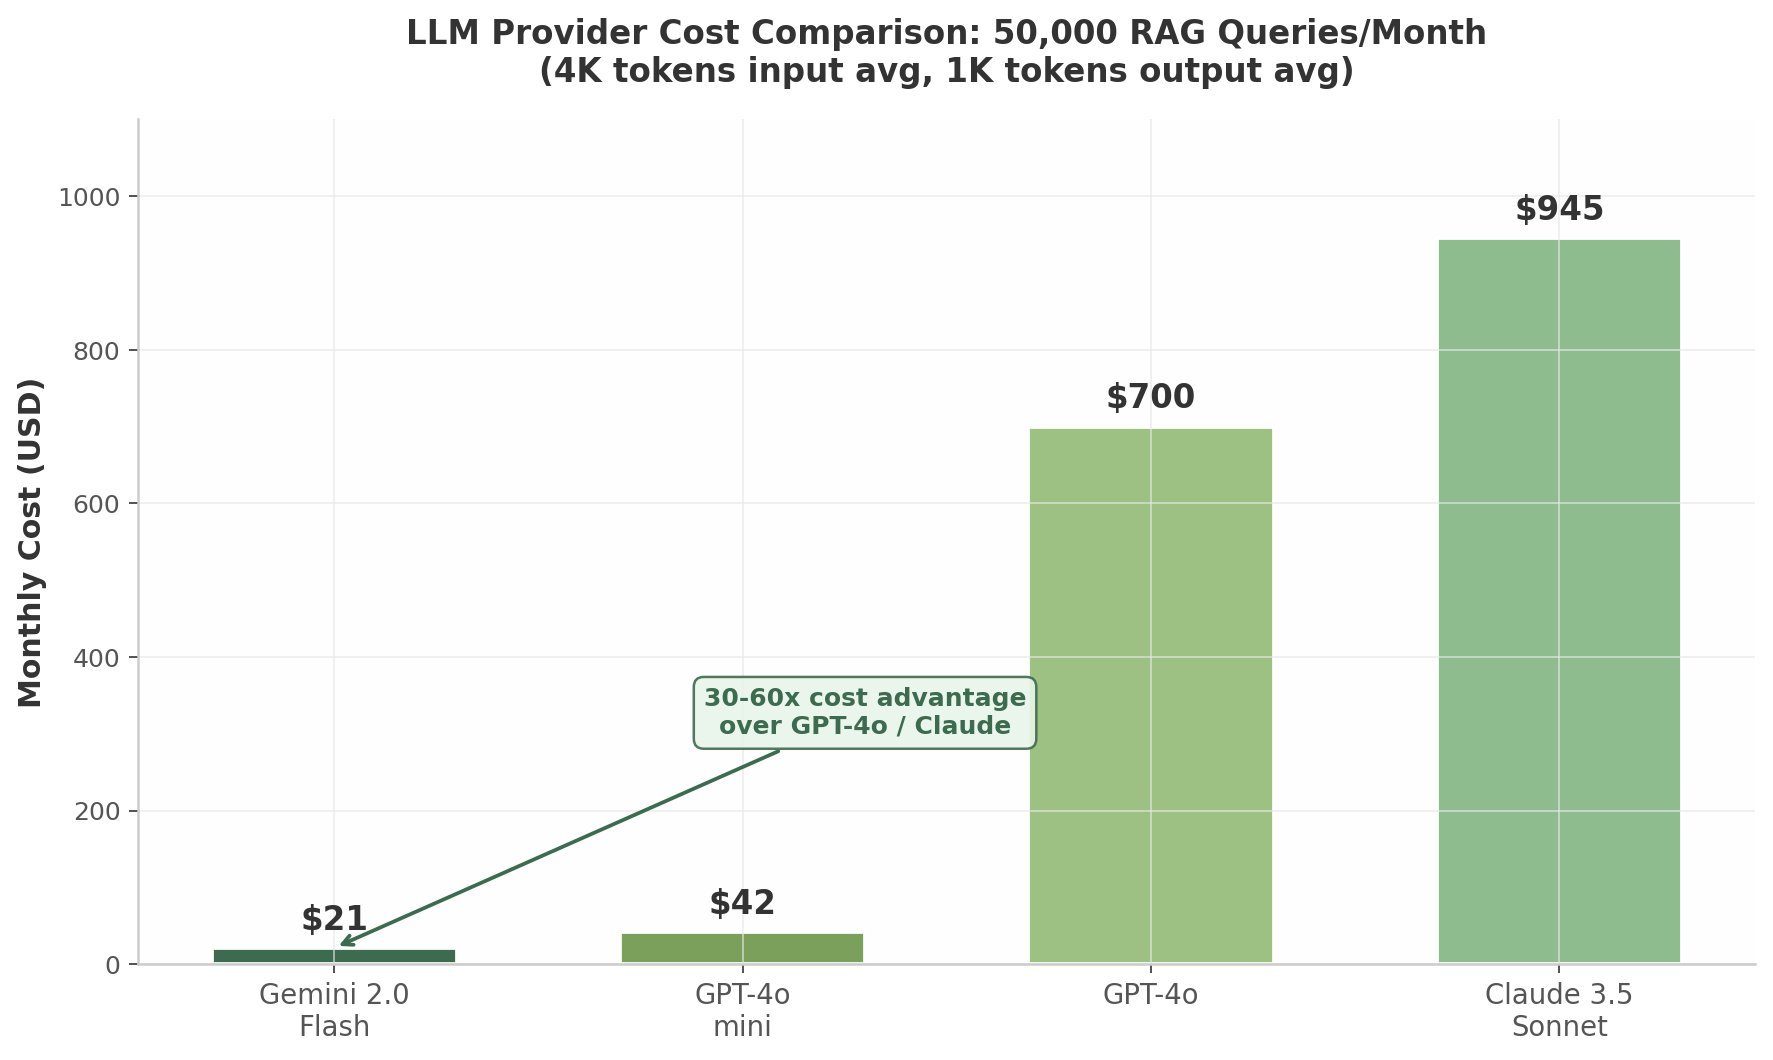 LLM Provider Cost Comparison: 50,000 RAG Queries/Month
(4K tokens input avg, 1K tokens output avg)
Monthly Cost (USD)
1000
800
600
400
200
0
$21
$42
$700
$945
30-60x cost advantage
over GPT-4o / Claude
Gemini 2.0
Flash
GPT-4o
mini
GPT-4o
Claude 3.5
Sonnet